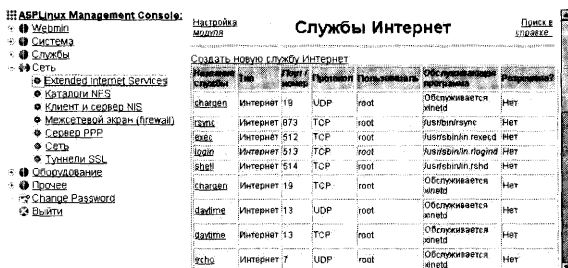 ASPLinux Management Console:
Webmin
Система
Службы
Сеть
Extended Internet Services
Каталоги NFS
Клиент и сервер NIS
Межсетевой экран (firewall)
Сервер PPP
Сеть
Туннели SSL
Оборудование
Прочее
Change Password
Выйти
Настройка модуля
Службы Интернет
Поиск в справке
Создать новую службу Интернет
Название службы Тип Порт / номер Протокол Пользователь Обслуживающая программа Разрешена?
chargen Интернет 19 UDP root Обслуживается xinetd Нет
rsync Интернет 873 TCP root /usr/bin/rsync Нет
exec Интернет 512 TCP root /usr/sbin/in.rexecd Нет
login Интернет 513 TCP root /usr/sbin/in.rlogind Нет
shell Интернет 514 TCP root /usr/sbin/in.rshd Нет
chargen Интернет 19 TCP root Обслуживается xinetd Нет
daytime Интернет 13 UDP root Обслуживается xinetd Нет
daytime Интернет 13 TCP root Обслуживается xinetd Нет
echo Интернет 7 UDP root Обслуживается xinetd Нет